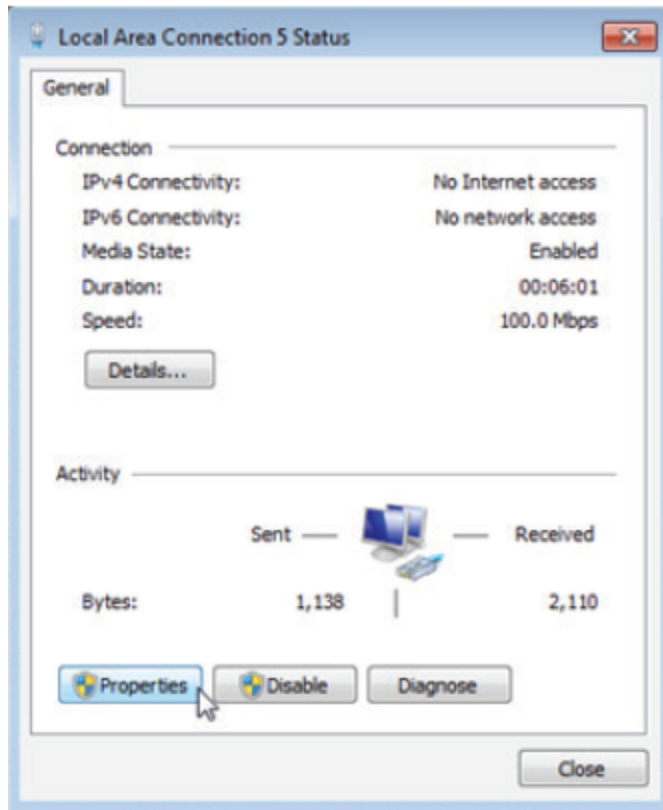 Local Area Connection 5 Status
General
Connection
IPv4 Connectivity: No Internet access
IPv6 Connectivity: No network access
Media State: Enabled
Duration: 00:06:01
Speed: 100.0 Mbps
Details...
Activity
Sent Received
Bytes: 1,138 2,110
Properties Disable Diagnose
Close